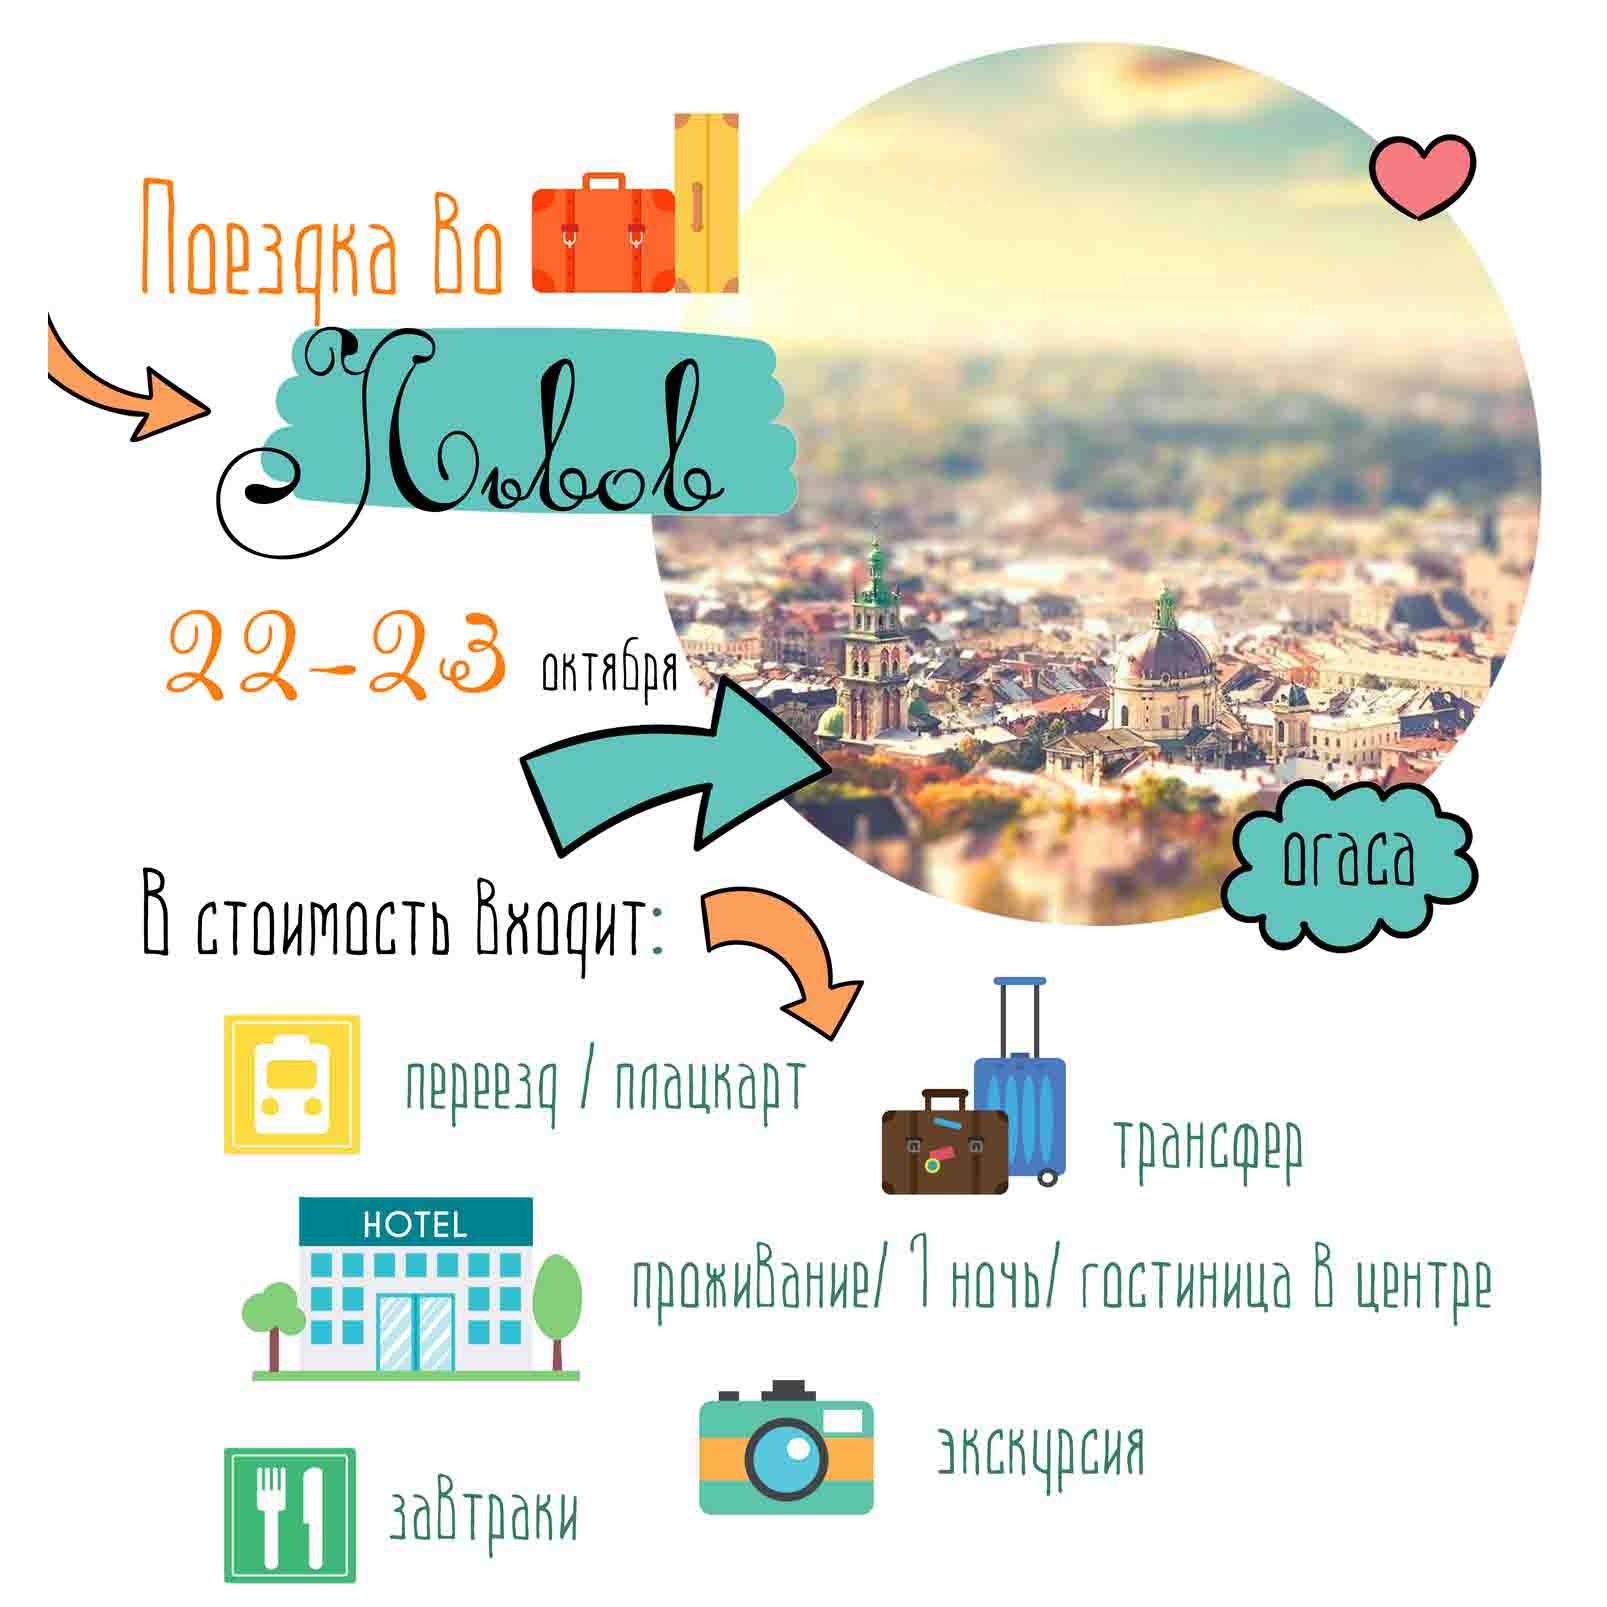 Поездка во
Львов
22-23 октября
огаса
В стоимость входит:
переезд / плацкарт
трансфер
HOTEL
проживание/ 1 ночь/ гостиница в центре
экскурсия
завтраки